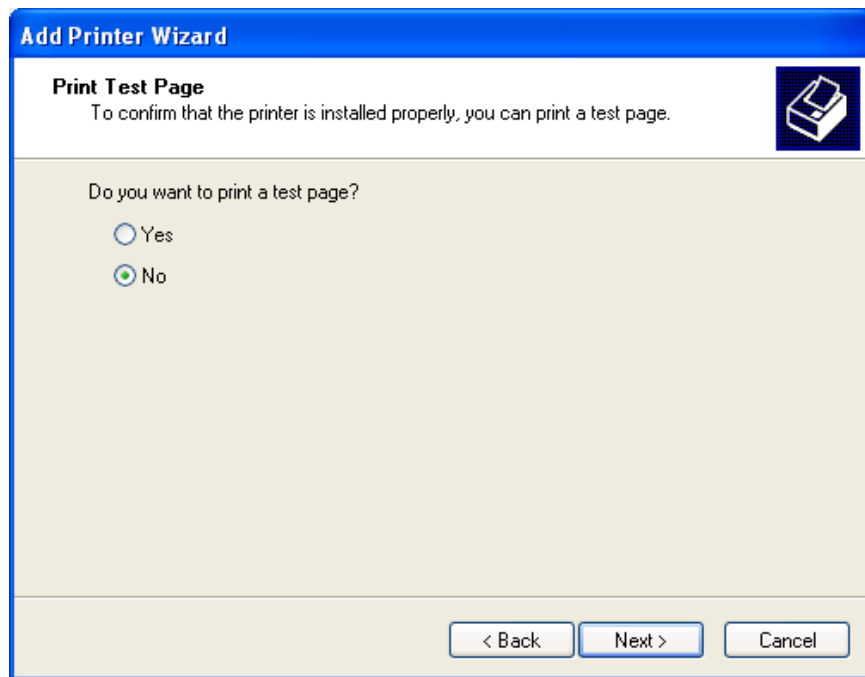 Add Printer Wizard
Print Test Page
To confirm that the printer is installed properly, you can print a test page.
Do you want to print a test page?
Yes
No
< Back
Next >
Cancel